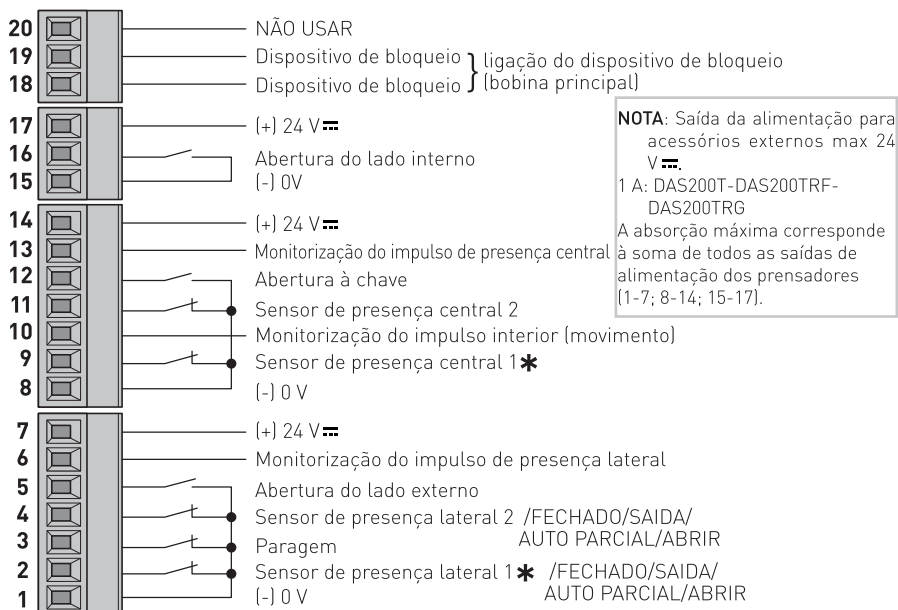 20 NÃO USAR
19 Dispositivo de bloqueio
18 Dispositivo de bloqueio
ligação do dispositivo de bloqueio
(bobina principal)
17 (+) 24 V
16 Abertura do lado interno
15 (-) 0V
14 (+) 24 V
13 Monitorização do impulso de presença central
12 Abertura à chave
11 Sensor de presença central 2
10 Monitorização do impulso interior (movimento)
9 Sensor de presença central 1✱
8 (-) 0 V
7 (+) 24 V
6 Monitorização do impulso de presença lateral
5 Abertura do lado externo
4 Sensor de presença lateral 2 /FECHADO/SAIDA/
AUTO PARCIAL/ABRIR
3 Paragem
2 Sensor de presença lateral 1✱ /FECHADO/SAIDA/
AUTO PARCIAL/ABRIR
1 (-) 0 V
NOTA: Saída da alimentação para
acessórios externos max 24
V.
1 A: DAS200T-DAS200TRF-
DAS200TRG
A absorção máxima corresponde
à soma de todos as saídas de
alimentação dos prensadores
(1-7; 8-14; 15-17).